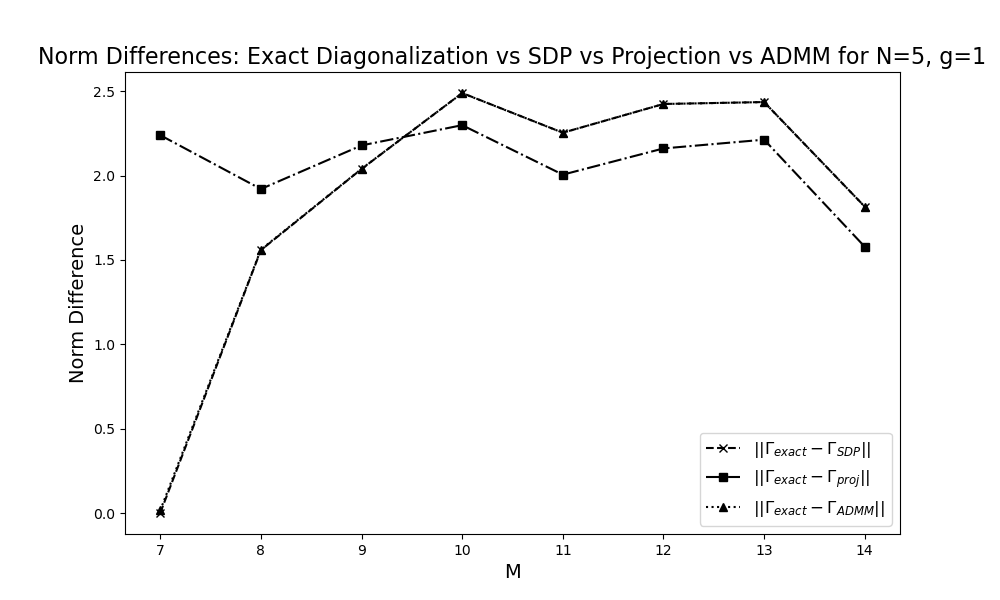 Norm Differences: Exact Diagonalization vs SDP vs Projection vs ADMM for N=5, g=1
Norm Difference
2.5
2.0
1.5
1.0
0.5
0.0
||Γexact − ΓSDP||
||Γexact − Γproj||
||Γexact − ΓADMM||
7 8 9 10 11 12 13 14
M